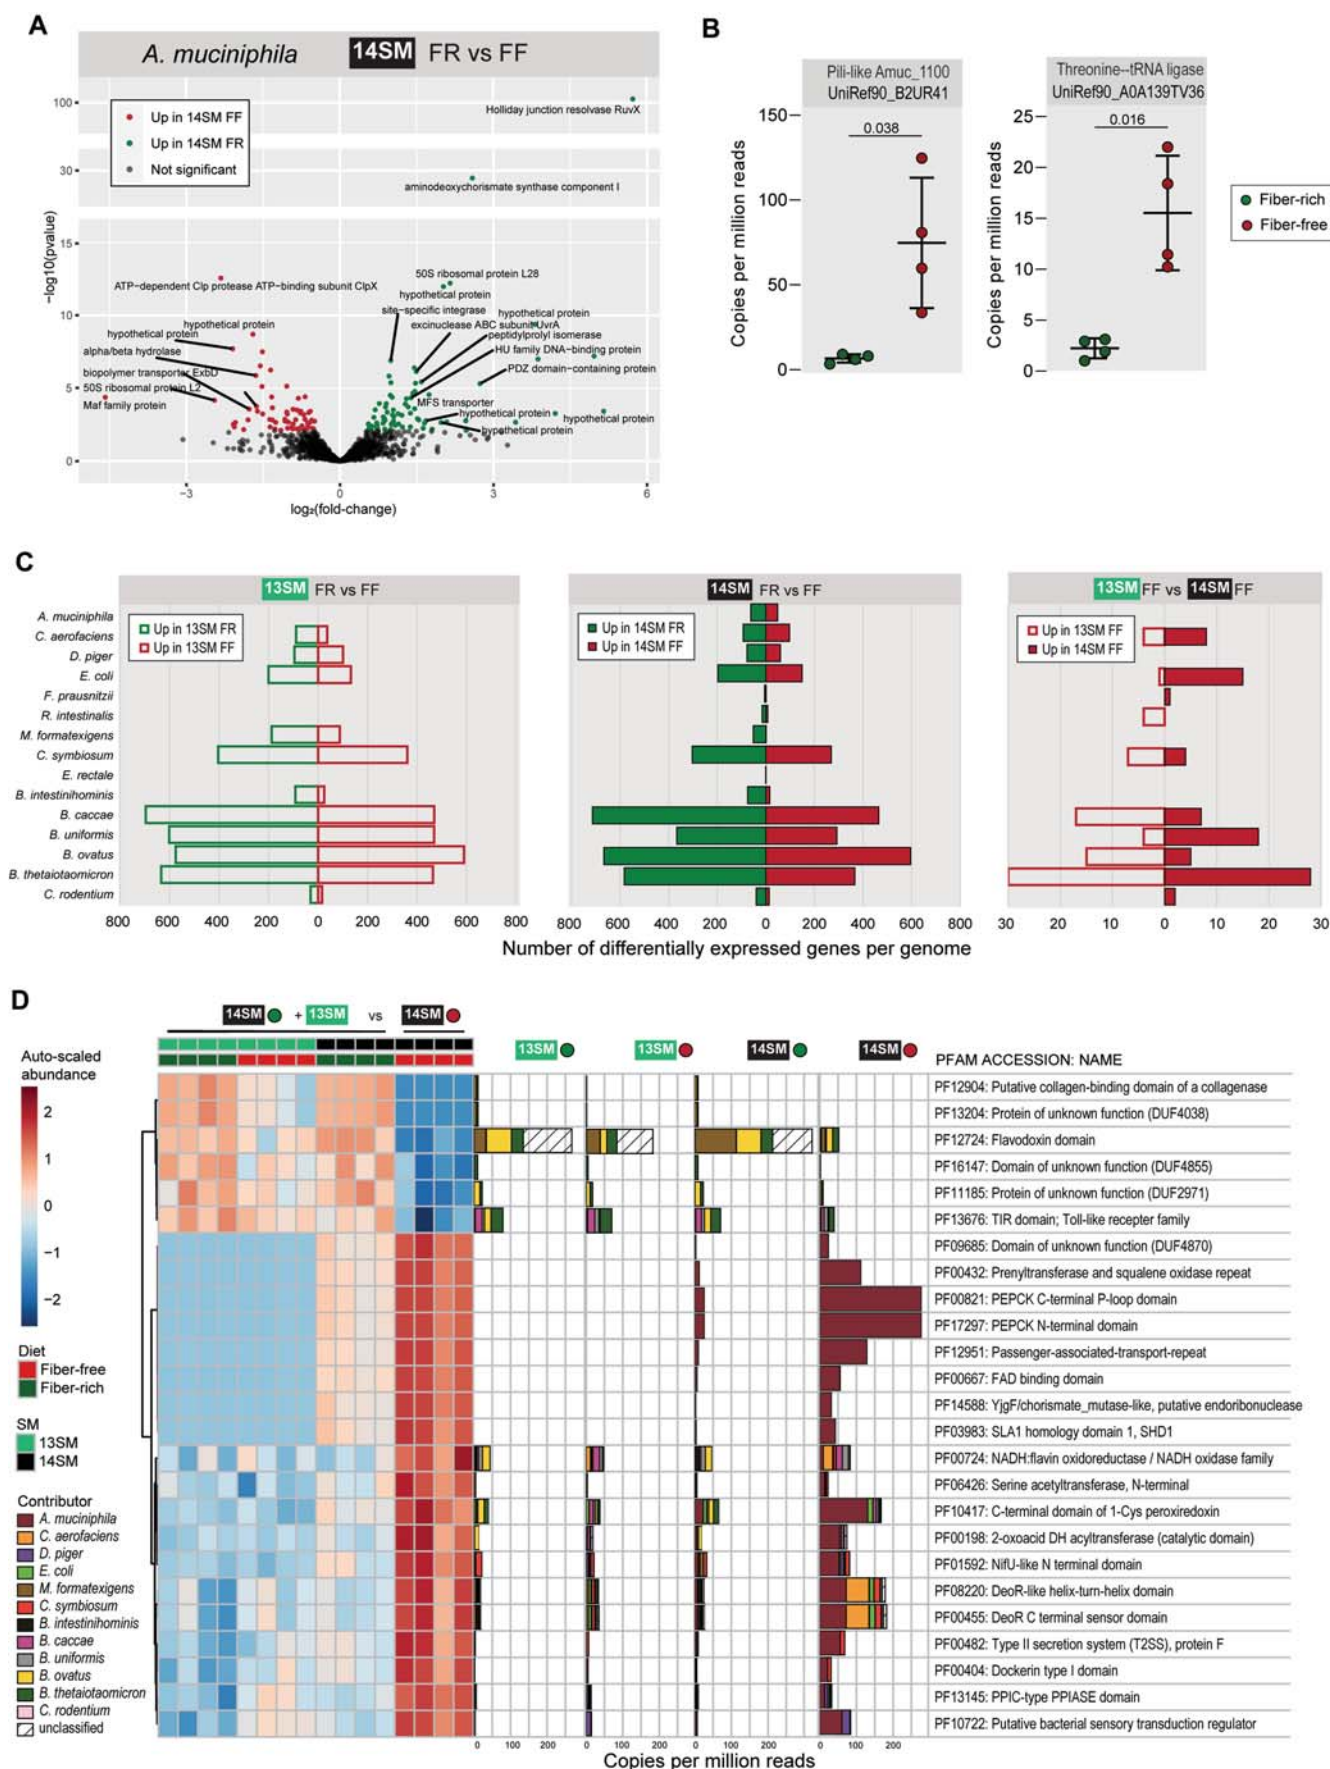 A
A. muciniphila 14SM FR vs FF
100
Holliday junction resolvase RuvX
Up in 14SM FF
Up in 14SM FR
Not significant
30
aminodeoxychorismate synthase component I
−log10(pvalue)
15
50S ribosomal protein L28
ATP−dependent Clp protease ATP−binding subunit ClpX
hypothetical protein
site−specific integrase
hypothetical protein
10
hypothetical protein
excinuclease ABC subunit UvrA
hypothetical protein
peptidylprolyl isomerase
alpha/beta hydrolase
HU family DNA−binding protein
biopolymer transporter ExbD
PDZ domain−containing protein
5
50S ribosomal protein L2
MFS transporter
Maf family protein
hypothetical protein
hypothetical protein
hypothetical protein
0
−3 0 3 6
log₂(fold-change)
B
Pili-like Amuc_1100
UniRef90_B2UR41
150
0.038
100
50
0
Copies per million reads
Threonine--tRNA ligase
UniRef90_A0A139TV36
25
0.016
20
15
10
5
0
Copies per million reads
Fiber-rich
Fiber-free
C
13SM FR vs FF
14SM FR vs FF
13SM FF vs 14SM FF
Up in 13SM FR
Up in 13SM FF
Up in 14SM FR
Up in 14SM FF
Up in 13SM FF
Up in 14SM FF
A. muciniphila
C. aerofaciens
D. piger
E. coli
F. prausnitzii
R. intestinalis
M. formatexigens
C. symbiosum
E. rectale
B. intestinihominis
B. caccae
B. uniformis
B. ovatus
B. thetaiotaomicron
C. rodentium
800 600 400 200 0 200 400 600 800
800 600 400 200 0 200 400 600 800
30 20 10 0 10 20 30
Number of differentially expressed genes per genome
D
14SM + 13SM vs 14SM
13SM 13SM 14SM 14SM
PFAM ACCESSION: NAME
Auto-scaled
abundance
2
1
0
−1
−2
Diet
Fiber-free
Fiber-rich
SM
13SM
14SM
Contributor
A. muciniphila
C. aerofaciens
D. piger
E. coli
M. formatexigens
C. symbiosum
B. intestinihominis
B. caccae
B. uniformis
B. ovatus
B. thetaiotaomicron
C. rodentium
unclassified
PF12904: Putative collagen-binding domain of a collagenase
PF13204: Protein of unknown function (DUF4038)
PF12724: Flavodoxin domain
PF16147: Domain of unknown function (DUF4855)
PF11185: Protein of unknown function (DUF2971)
PF13676: TIR domain; Toll-like recepter family
PF09685: Domain of unknown function (DUF4870)
PF00432: Prenyltransferase and squalene oxidase repeat
PF00821: PEPCK C-terminal P-loop domain
PF17297: PEPCK N-terminal domain
PF12951: Passenger-associated-transport-repeat
PF00667: FAD binding domain
PF14588: YjgF/chorismate_mutase-like, putative endoribonuclease
PF03983: SLA1 homology domain 1, SHD1
PF00724: NADH:flavin oxidoreductase / NADH oxidase family
PF06426: Serine acetyltransferase, N-terminal
PF10417: C-terminal domain of 1-Cys peroxiredoxin
PF00198: 2-oxoacid DH acyltransferase (catalytic domain)
PF01592: NifU-like N terminal domain
PF08220: DeoR-like helix-turn-helix domain
PF00455: DeoR C terminal sensor domain
PF00482: Type II secretion system (T2SS), protein F
PF00404: Dockerin type I domain
PF13145: PPIC-type PPIASE domain
PF10722: Putative bacterial sensory transduction regulator
0 100 200 0 100 200 0 100 200 0 100 200
Copies per million reads